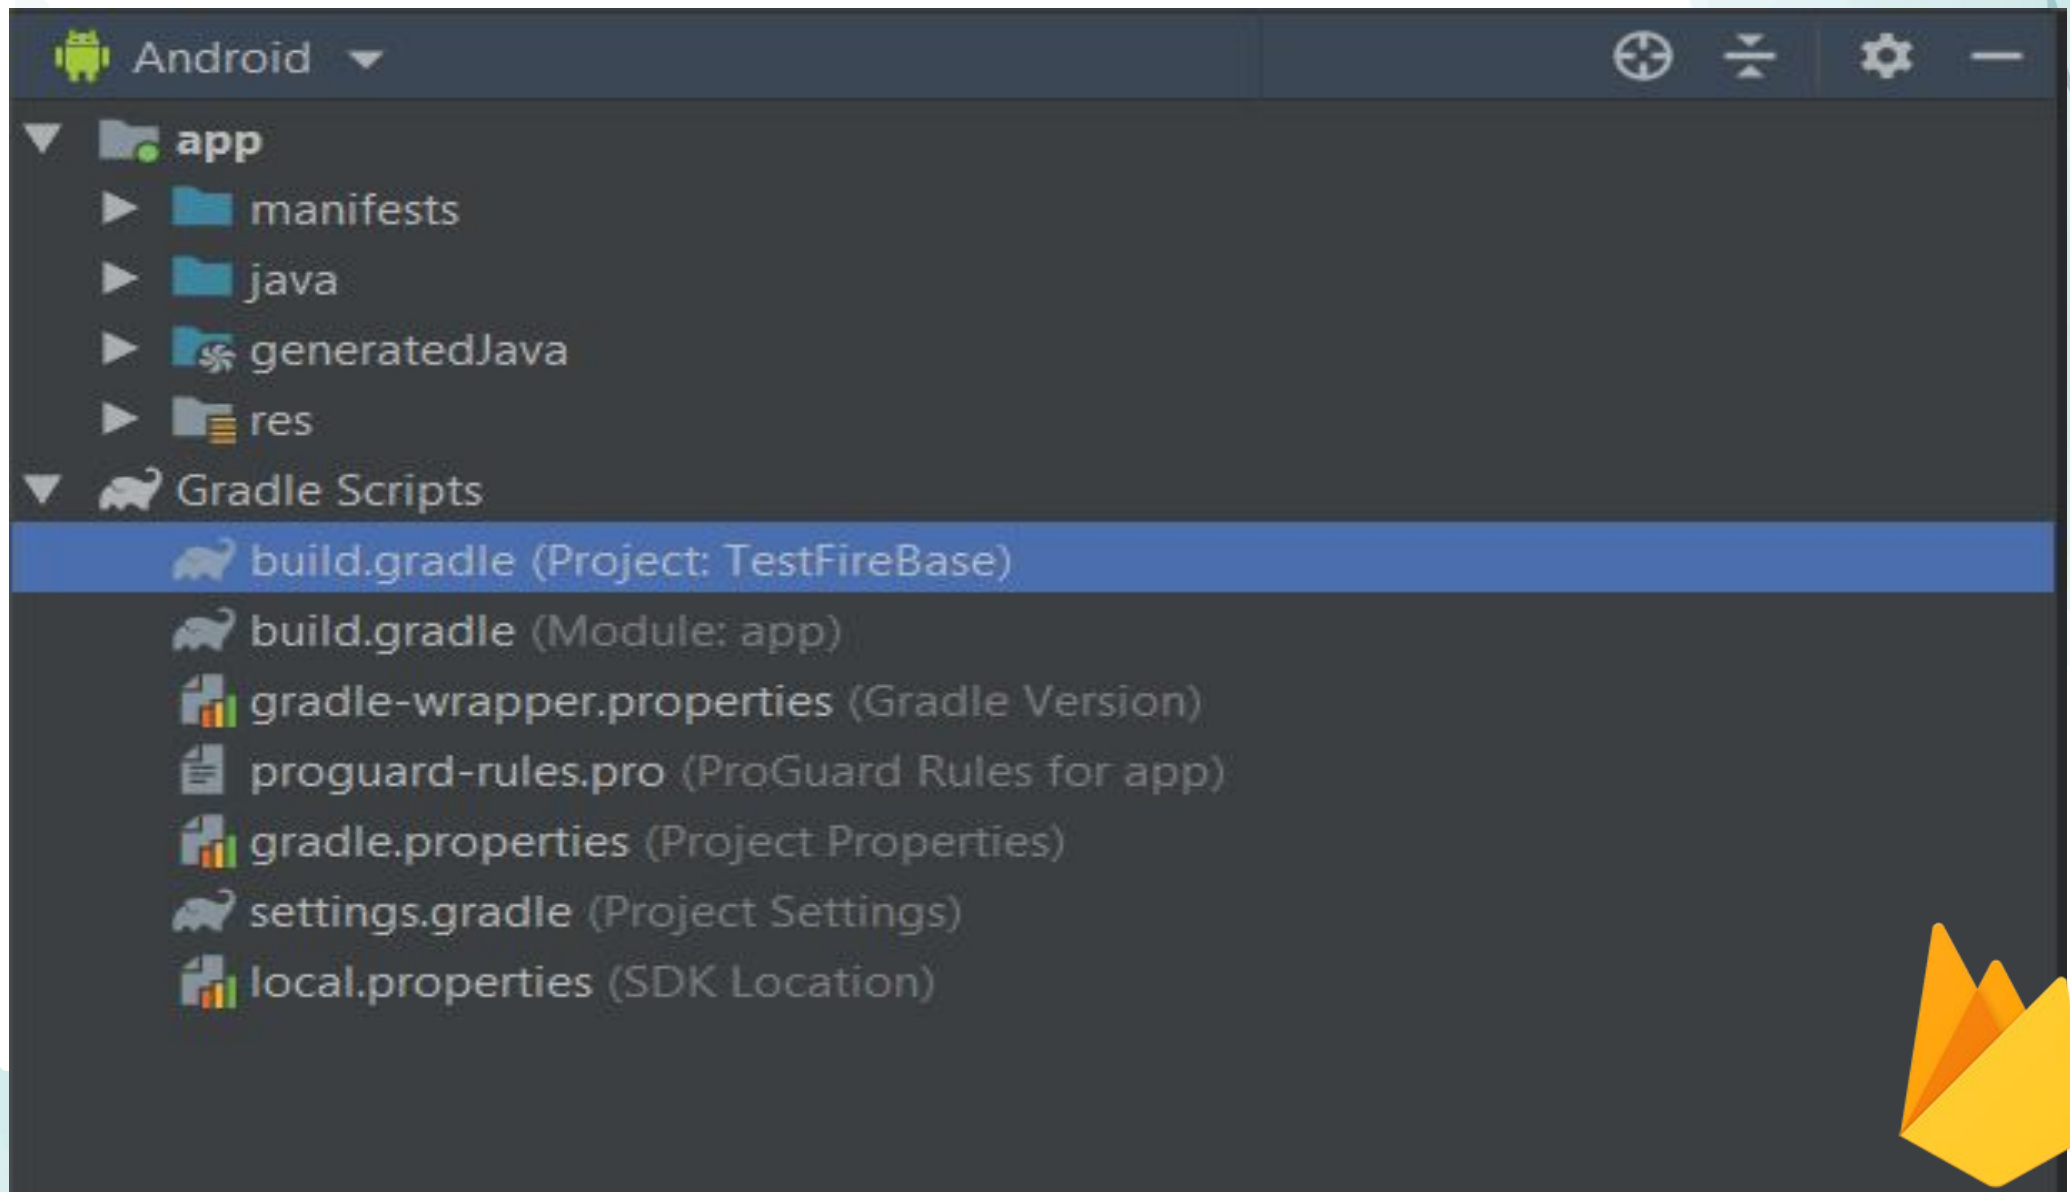 Android
app
manifests
java
generatedJava
res
Gradle Scripts
build.gradle (Project: TestFireBase)
build.gradle (Module: app)
gradle-wrapper.properties (Gradle Version)
proguard-rules.pro (ProGuard Rules for app)
gradle.properties (Project Properties)
settings.gradle (Project Settings)
local.properties (SDK Location)